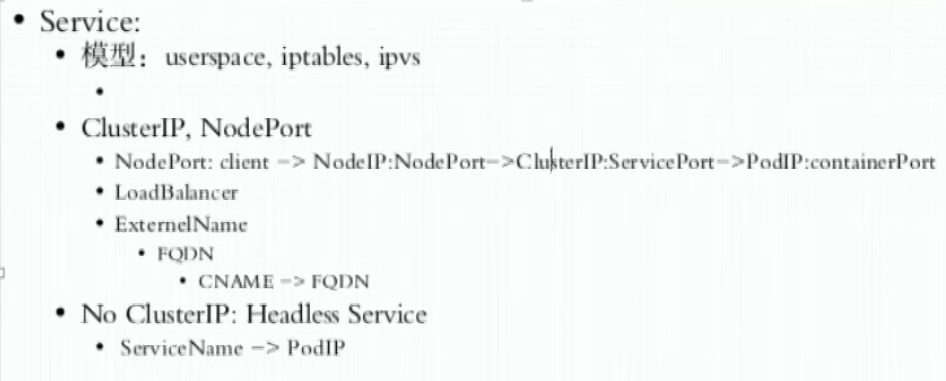 Service:
模型：userspace, iptables, ipvs
ClusterIP, NodePort
NodePort: client -> NodeIP:NodePort->ClusterIP:ServicePort->PodIP:containerPort
LoadBalancer
ExternelName
FQDN
CNAME -> FQDN
No ClusterIP: Headless Service
ServiceName -> PodIP